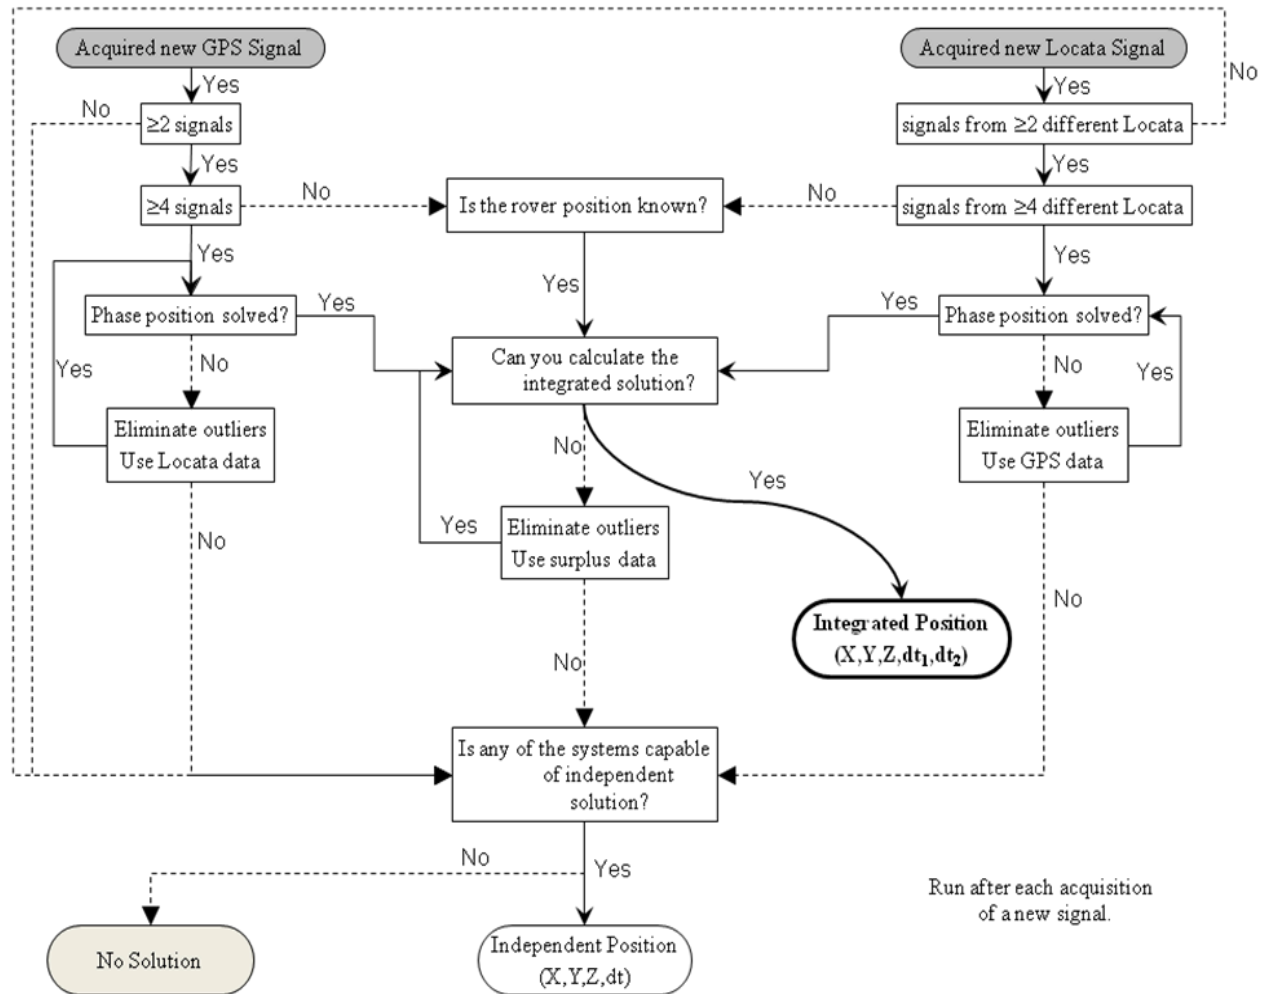 Acquired new GPS Signal
Acquired new Locata Signal
Yes
Yes
No
No
≥2 signals
signals from ≥2 different Locata
Yes
Yes
≥4 signals
No
Is the rover position known?
No
signals from ≥4 different Locata
Yes
Yes
Yes
Phase position solved?
Yes
Yes
Phase position solved?
Can you calculate the
integrated solution?
Yes
No
No
Yes
Eliminate outliers
Use Locata data
Eliminate outliers
Use GPS data
No
Yes
Yes
Eliminate outliers
Use surplus data
No
No
Integrated Position
(X,Y,Z,dt₁,dt₂)
No
Is any of the systems capable
of independent
solution?
No
Yes
Run after each acquisition
of a new signal.
No Solution
Independent Position
(X,Y,Z,dt)